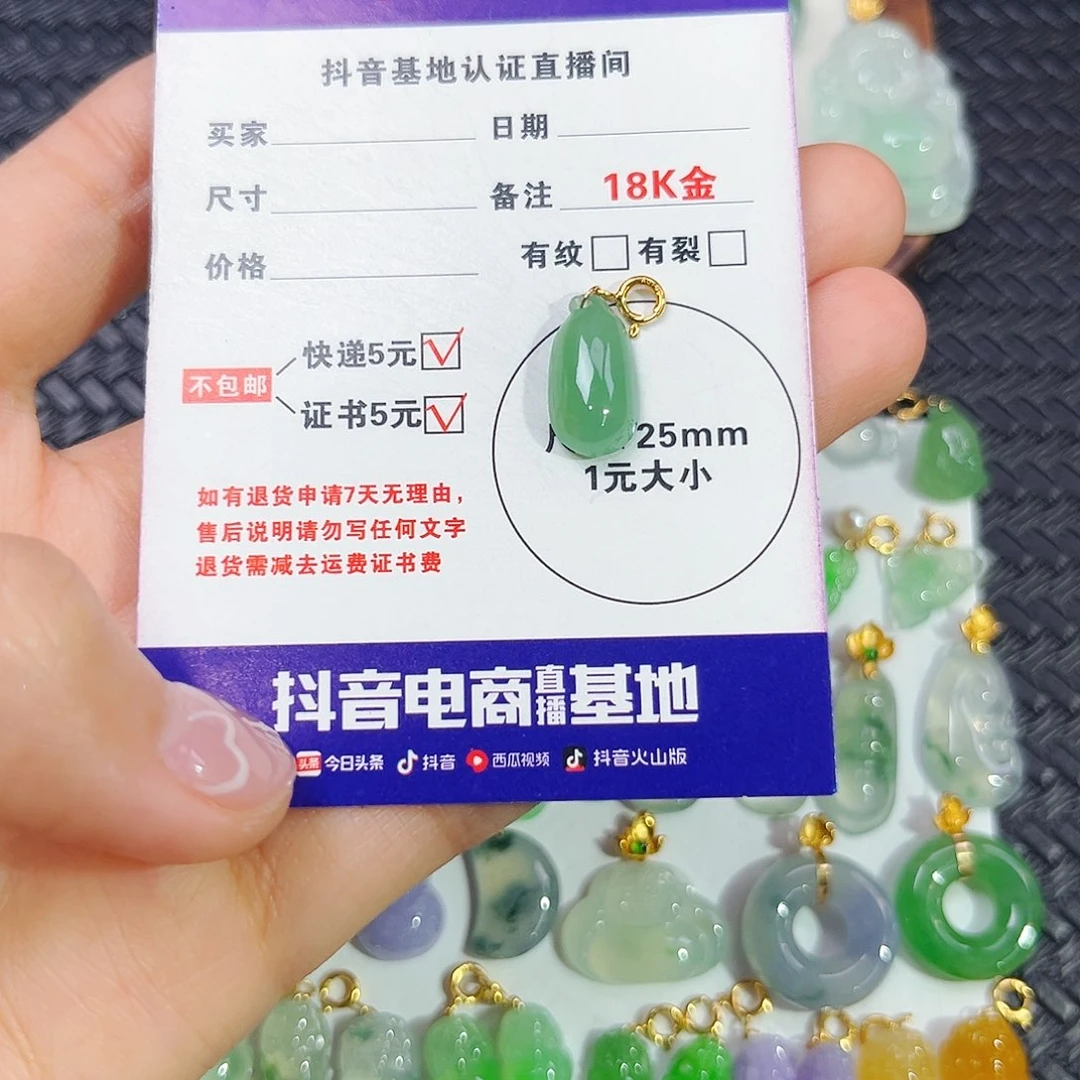 抖音基地认证直播间
买家 日期
尺寸 备注 18K金
价格 有纹 有裂
快递5元
不包邮
证书5元
25mm
1元大小
如有退货申请7天无理由,
售后说明请勿写任何文字
退货需减去运费证书费
抖音电商直播基地
头条 今日头条 抖音 西瓜视频 抖音火山版